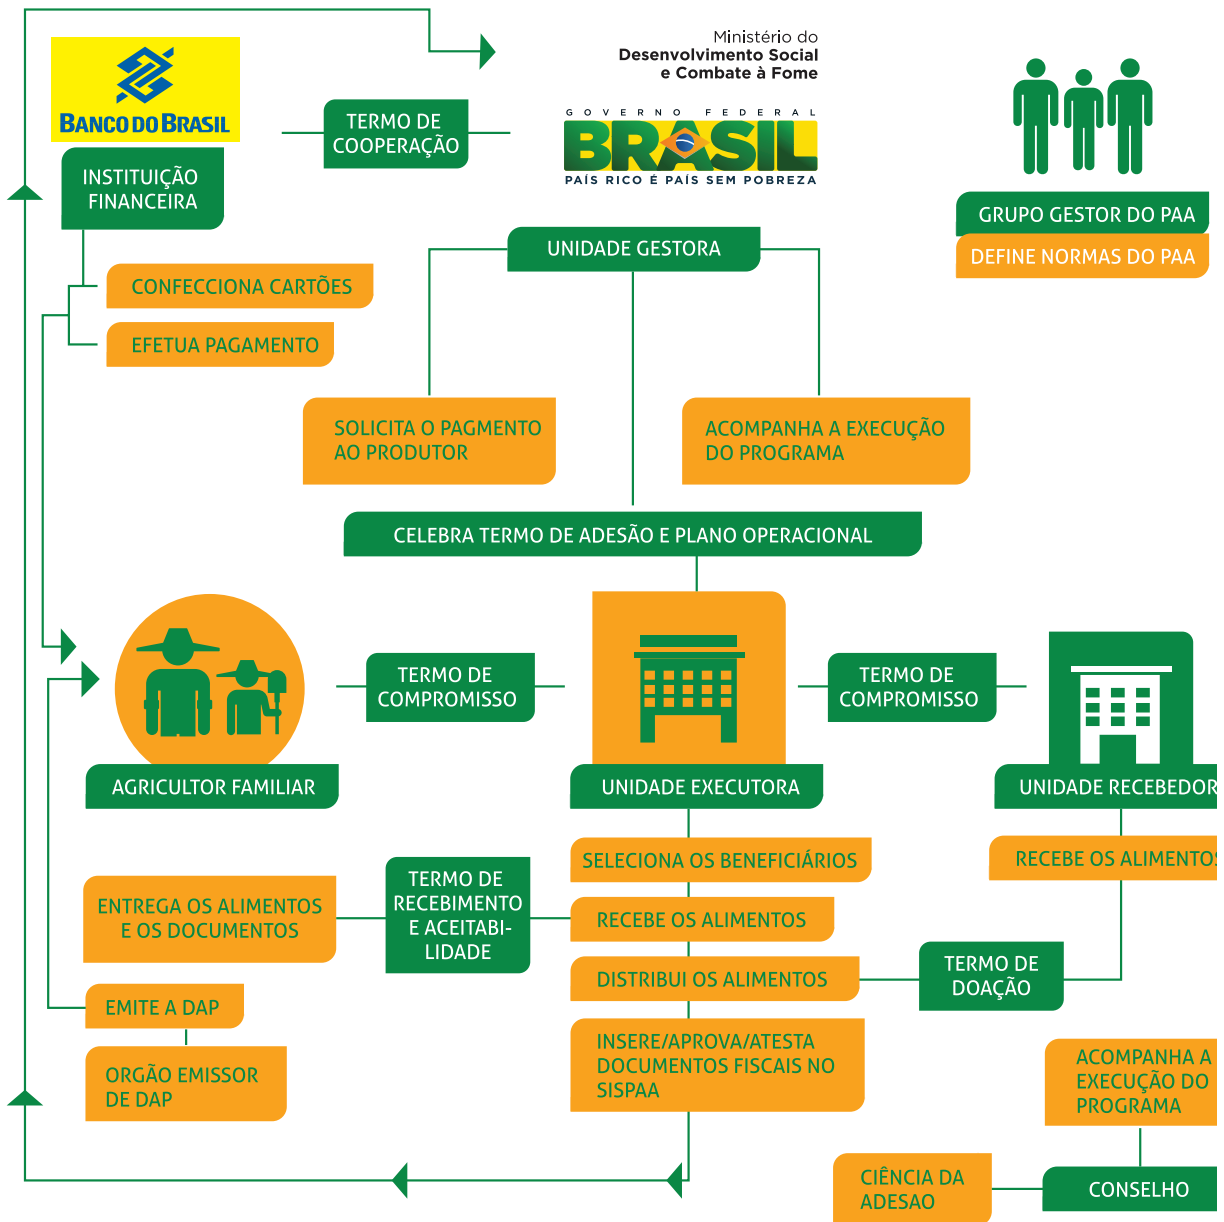 Ministério do
Desenvolvimento Social
e Combate à Fome
BANCO DO BRASIL
TERMO DE
COOPERAÇÃO
GOVERNO FEDERAL
BRASIL
PAÍS RICO É PAÍS SEM POBREZA
INSTITUIÇÃO
FINANCEIRA
GRUPO GESTOR DO PAA
DEFINE NORMAS DO PAA
UNIDADE GESTORA
CONFECCIONA CARTÕES
EFETUA PAGAMENTO
SOLICITA O PAGMENTO
AO PRODUTOR
ACOMPANHA A EXECUÇÃO
DO PROGRAMA
CELEBRA TERMO DE ADESÃO E PLANO OPERACIONAL
TERMO DE
COMPROMISSO
TERMO DE
COMPROMISSO
AGRICULTOR FAMILIAR
UNIDADE EXECUTORA
UNIDADE RECEBEDOR
SELECIONA OS BENEFICIÁRIOS
RECEBE OS ALIMENTOS
ENTREGA OS ALIMENTOS
E OS DOCUMENTOS
TERMO DE
RECEBIMENTO
E ACEITABI-
LIDADE
RECEBE OS ALIMENTOS
DISTRIBUI OS ALIMENTOS
TERMO DE
DOAÇÃO
EMITE A DAP
ORGÃO EMISSOR
DE DAP
INSERE/APROVA/ATESTA
DOCUMENTOS FISCAIS NO
SISPAA
ACOMPANHA A
EXECUÇÃO DO
PROGRAMA
CIÊNCIA DA
ADESAO
CONSELHO